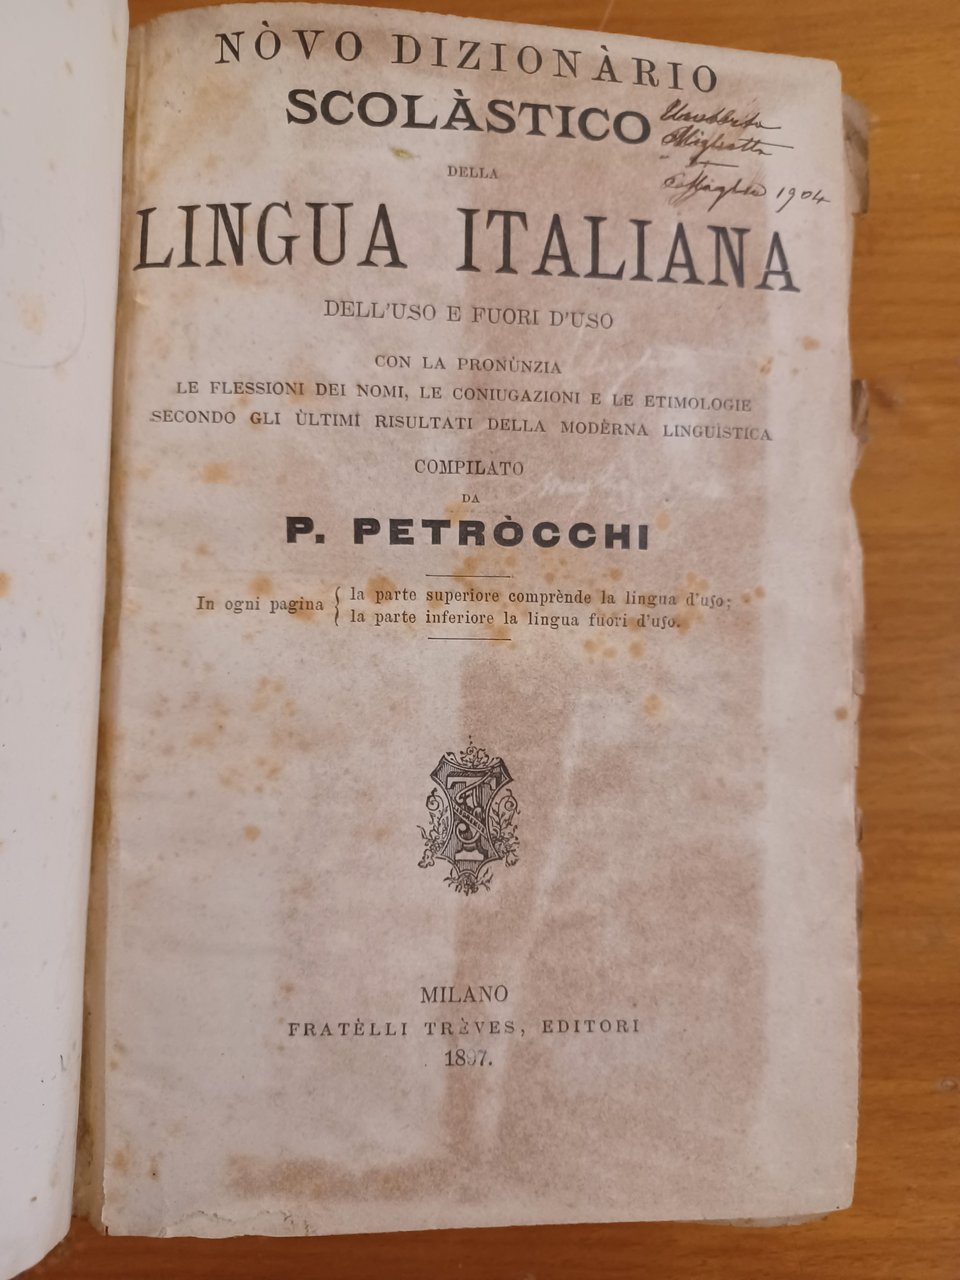 NÒVO DIZIONÀRIO
SCOLÀSTICO
DELLA
LINGUA ITALIANA
DELL'USO E FUORI D'USO
CON LA PRONÙNZIA
LE FLESSIONI DEI NOMI, LE CONIUGAZIONI E LE ETIMOLOGIE
SECONDO GLI ÙLTIMI RISULTATI DELLA MODÈRNA LINGUÌSTICA
COMPILATO
DA
P. PETRÒCCHI
In ogni pagina { la parte superiore comprènde la lingua d'uſo;
la parte inferiore la lingua fuori d'uſo.
MILANO
FRATÈLLI TRÈVES, EDITORI
1897.
1904